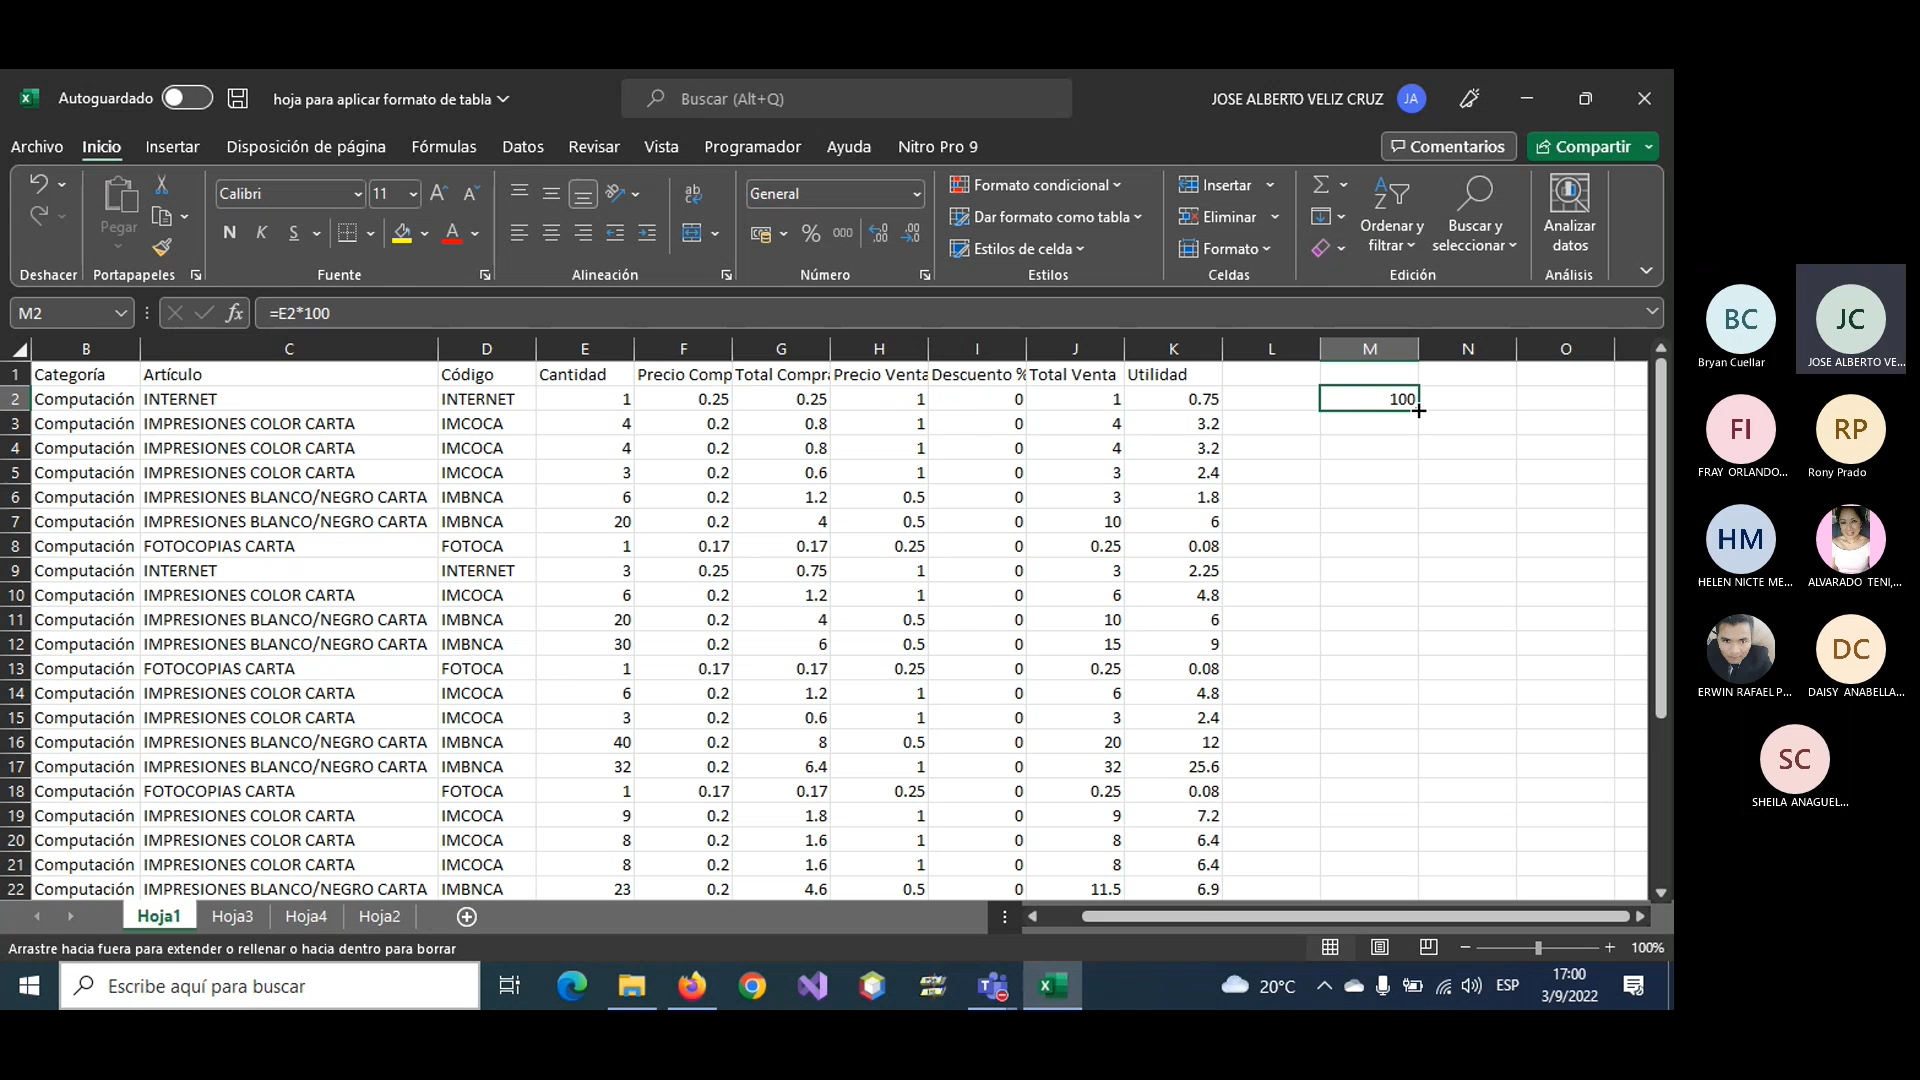 Autoguardado
hoja para aplicar formato de tabla
Buscar (Alt+Q)
JOSE ALBERTO VELIZ CRUZ JA
Archivo Inicio Insertar Disposición de página Fórmulas Datos Revisar Vista Programador Ayuda Nitro Pro 9 Comentarios Compartir
Pegar
Calibri 11
N K S
ab
General
% 000
Formato condicional
Dar formato como tabla
Estilos de celda
Insertar
Eliminar
Formato
Ordenar y filtrar
Buscar y seleccionar
Analizar datos
Deshacer Portapapeles Fuente Alineación Número Estilos Celdas Edición Análisis
M2 fx =E2*100
B C D E F G H I J K L M N O
1 Categoría Artículo Código Cantidad Precio Comp Total Compr Precio Venta Descuento % Total Venta Utilidad
2 Computación INTERNET INTERNET 1 0.25 0.25 1 0 1 0.75 100
3 Computación IMPRESIONES COLOR CARTA IMCOCA 4 0.2 0.8 1 0 4 3.2
4 Computación IMPRESIONES COLOR CARTA IMCOCA 4 0.2 0.8 1 0 4 3.2
5 Computación IMPRESIONES COLOR CARTA IMCOCA 3 0.2 0.6 1 0 3 2.4
6 Computación IMPRESIONES BLANCO/NEGRO CARTA IMBNCA 6 0.2 1.2 0.5 0 3 1.8
7 Computación IMPRESIONES BLANCO/NEGRO CARTA IMBNCA 20 0.2 4 0.5 0 10 6
8 Computación FOTOCOPIAS CARTA FOTOCA 1 0.17 0.17 0.25 0 0.25 0.08
9 Computación INTERNET INTERNET 3 0.25 0.75 1 0 3 2.25
10 Computación IMPRESIONES COLOR CARTA IMCOCA 6 0.2 1.2 1 0 6 4.8
11 Computación IMPRESIONES BLANCO/NEGRO CARTA IMBNCA 20 0.2 4 0.5 0 10 6
12 Computación IMPRESIONES BLANCO/NEGRO CARTA IMBNCA 30 0.2 6 0.5 0 15 9
13 Computación FOTOCOPIAS CARTA FOTOCA 1 0.17 0.17 0.25 0 0.25 0.08
14 Computación IMPRESIONES COLOR CARTA IMCOCA 6 0.2 1.2 1 0 6 4.8
15 Computación IMPRESIONES COLOR CARTA IMCOCA 3 0.2 0.6 1 0 3 2.4
16 Computación IMPRESIONES BLANCO/NEGRO CARTA IMBNCA 40 0.2 8 0.5 0 20 12
17 Computación IMPRESIONES BLANCO/NEGRO CARTA IMBNCA 32 0.2 6.4 1 0 32 25.6
18 Computación FOTOCOPIAS CARTA FOTOCA 1 0.17 0.17 0.25 0 0.25 0.08
19 Computación IMPRESIONES COLOR CARTA IMCOCA 9 0.2 1.8 1 0 9 7.2
20 Computación IMPRESIONES COLOR CARTA IMCOCA 8 0.2 1.6 1 0 8 6.4
21 Computación IMPRESIONES COLOR CARTA IMCOCA 8 0.2 1.6 1 0 8 6.4
22 Computación IMPRESIONES BLANCO/NEGRO CARTA IMBNCA 23 0.2 4.6 0.5 0 11.5 6.9
Hoja1 Hoja3 Hoja4 Hoja2
Arrastre hacia fuera para extender o rellenar o hacia dentro para borrar
100%
Escribe aquí para buscar
20°C
ESP
17:00
3/9/2022
BC
Bryan Cuellar
JC
JOSE ALBERTO VE...
FI
FRAY ORLANDO...
RP
Rony Prado
HM
HELEN NICTE ME...
ALVARADO TENI,...
ERWIN RAFAEL P...
DC
DAISY ANABELLA...
SC
SHEILA ANAGUEL...